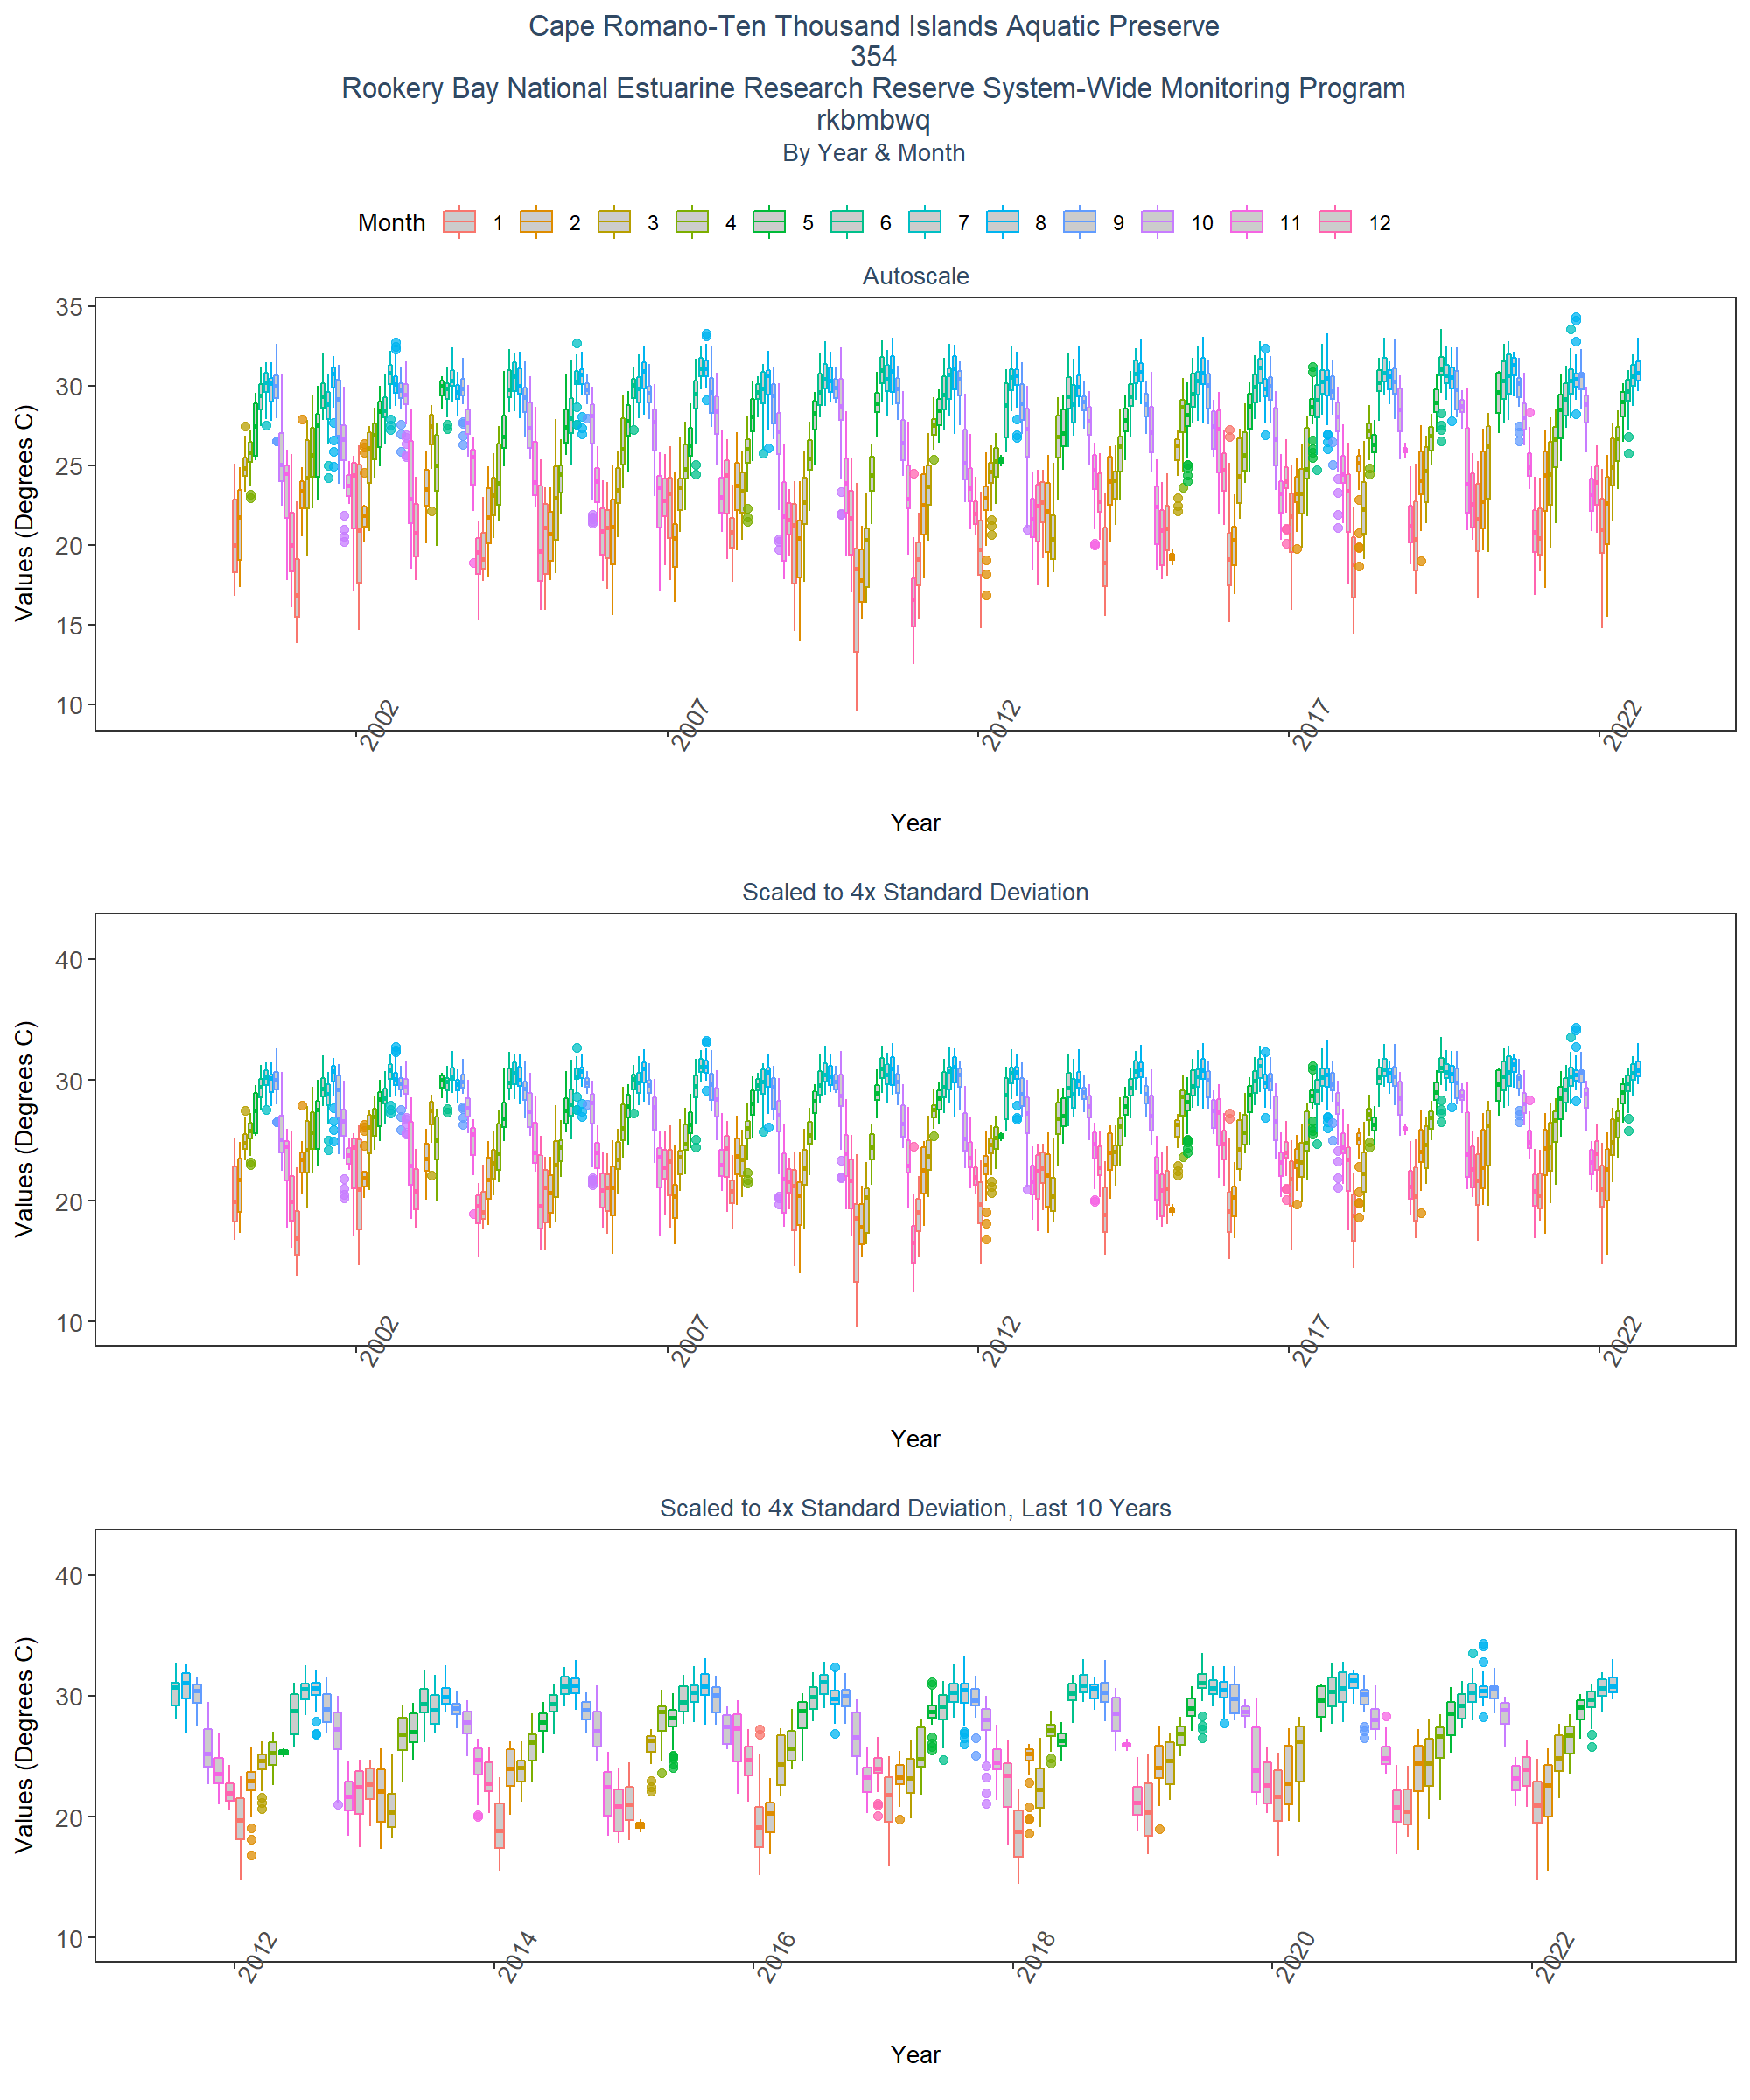 Cape Romano-Ten Thousand Islands Aquatic Preserve
354
Rookery Bay National Estuarine Research Reserve System-Wide Monitoring Program
rkbmbwq
By Year & Month
Month 1 2 3 4 5 6 7 8 9 10 11 12
Autoscale
Values (Degrees C)
35
30
25
20
15
10
2002 2007 2012 2017 2022
Year
Scaled to 4x Standard Deviation
Values (Degrees C)
40
30
20
10
2002 2007 2012 2017 2022
Year
Scaled to 4x Standard Deviation, Last 10 Years
Values (Degrees C)
40
30
20
10
2012 2014 2016 2018 2020 2022
Year